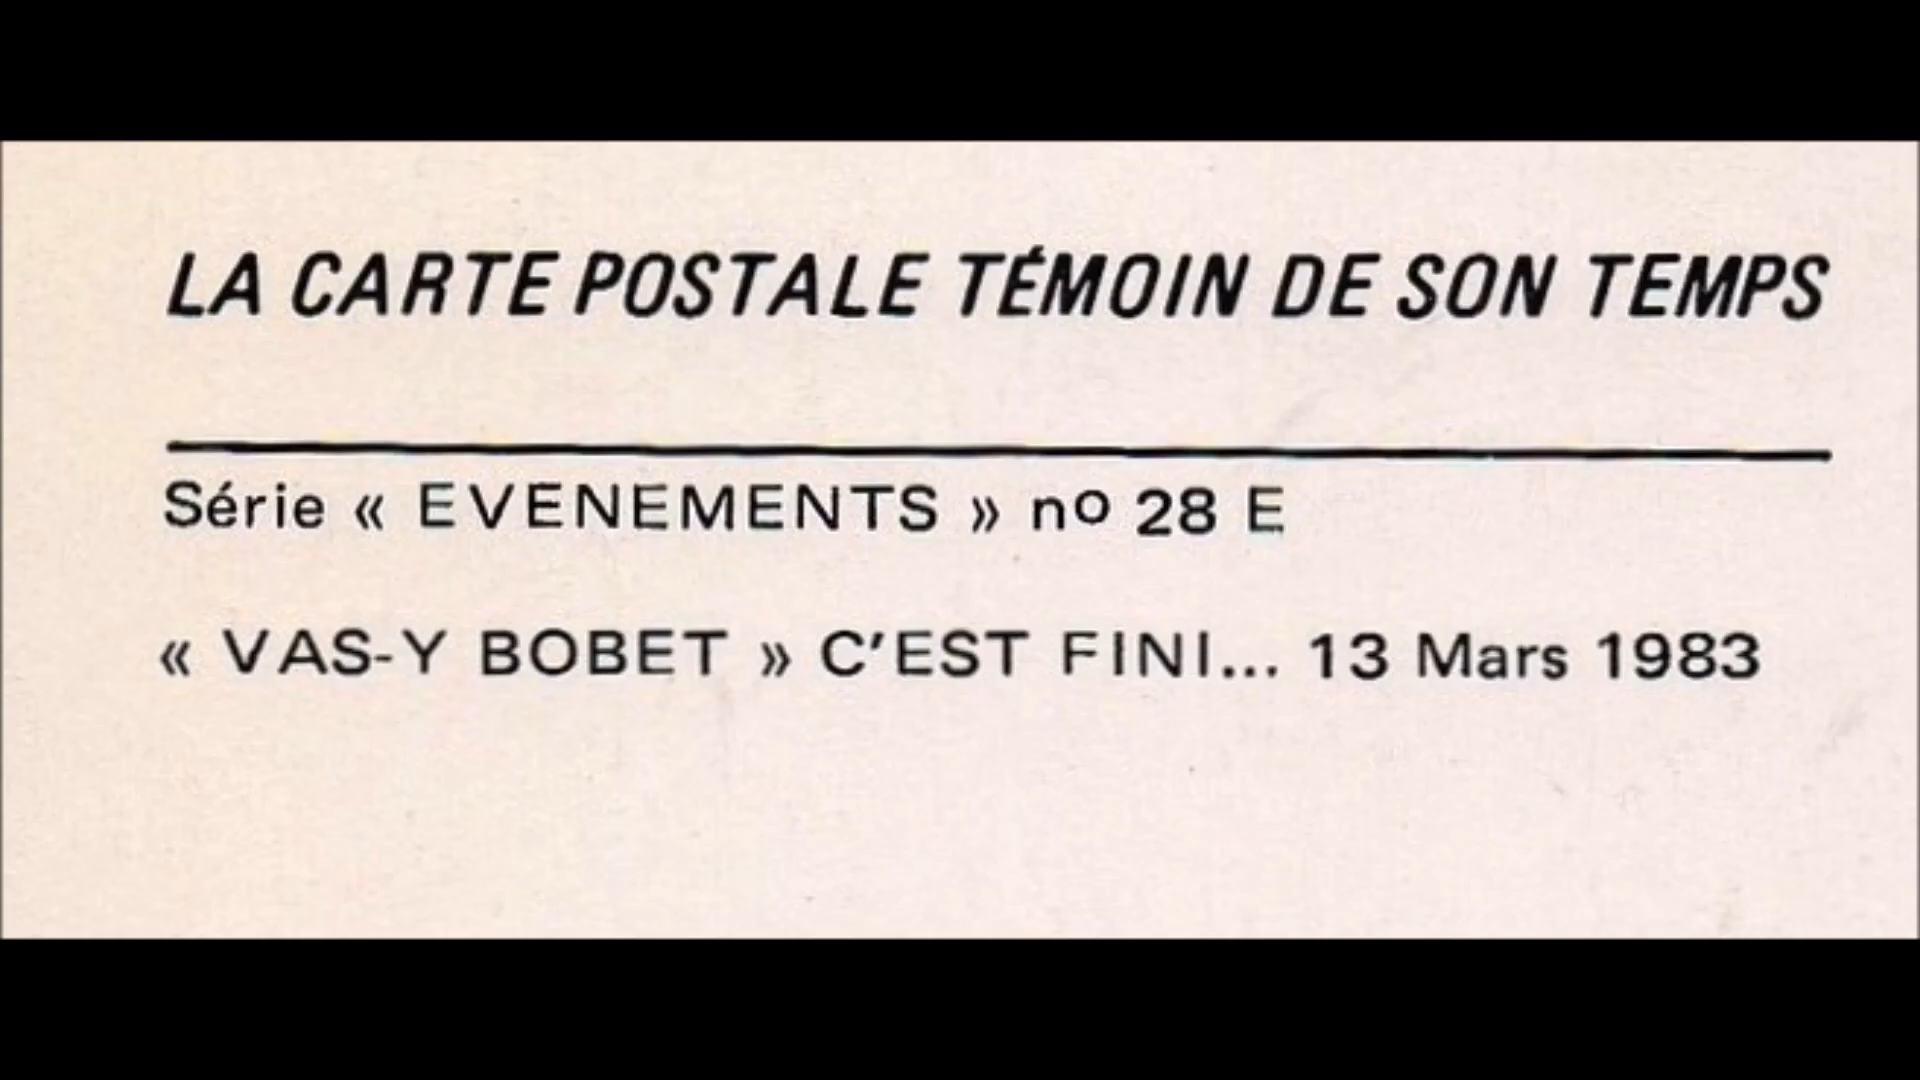 LA CARTE POSTALE TÉMOIN DE SON TEMPS
Série « EVENEMENTS » no 28 E
« VAS-Y BOBET » C'EST FINI... 13 Mars 1983